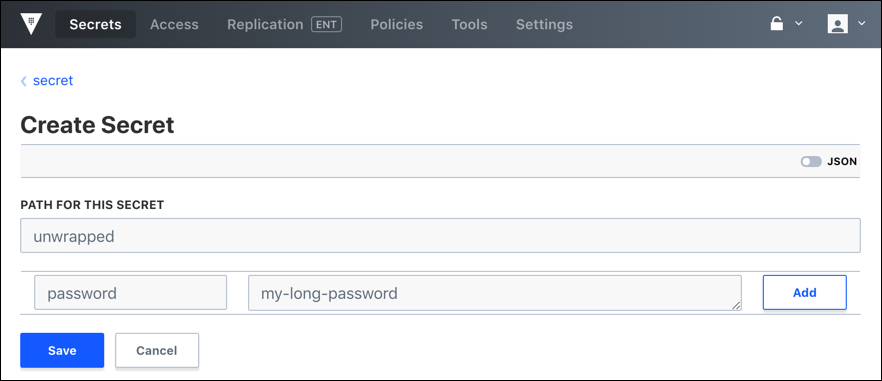 Secrets Access Replication ENT Policies Tools Settings
secret
Create Secret
JSON
PATH FOR THIS SECRET
unwrapped
password my-long-password Add
Save Cancel